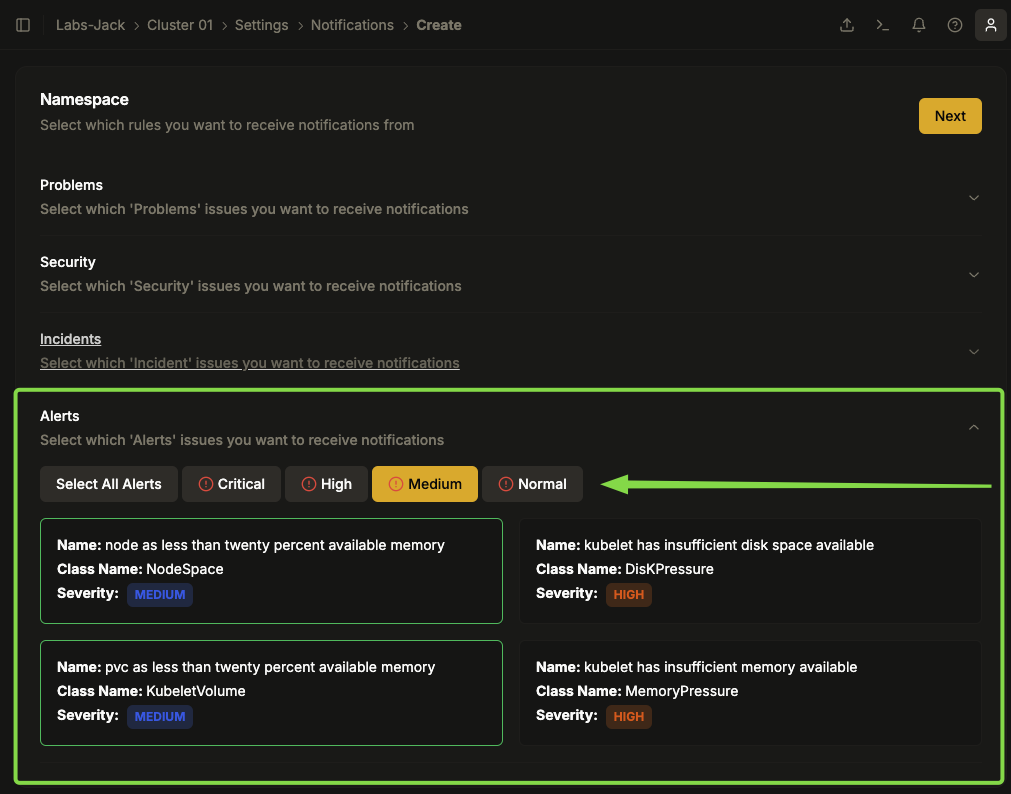 Labs-Jack > Cluster 01 > Settings > Notifications > Create
Namespace
Select which rules you want to receive notifications from
Next
Problems
Select which 'Problems' issues you want to receive notifications
Security
Select which 'Security' issues you want to receive notifications
Incidents
Select which 'Incident' issues you want to receive notifications
Alerts
Select which 'Alerts' issues you want to receive notifications
Select All Alerts Critical High Medium Normal
Name: node as less than twenty percent available memory
Class Name: NodeSpace
Severity: MEDIUM
Name: kubelet has insufficient disk space available
Class Name: DisKPressure
Severity: HIGH
Name: pvc as less than twenty percent available memory
Class Name: KubeletVolume
Severity: MEDIUM
Name: kubelet has insufficient memory available
Class Name: MemoryPressure
Severity: HIGH